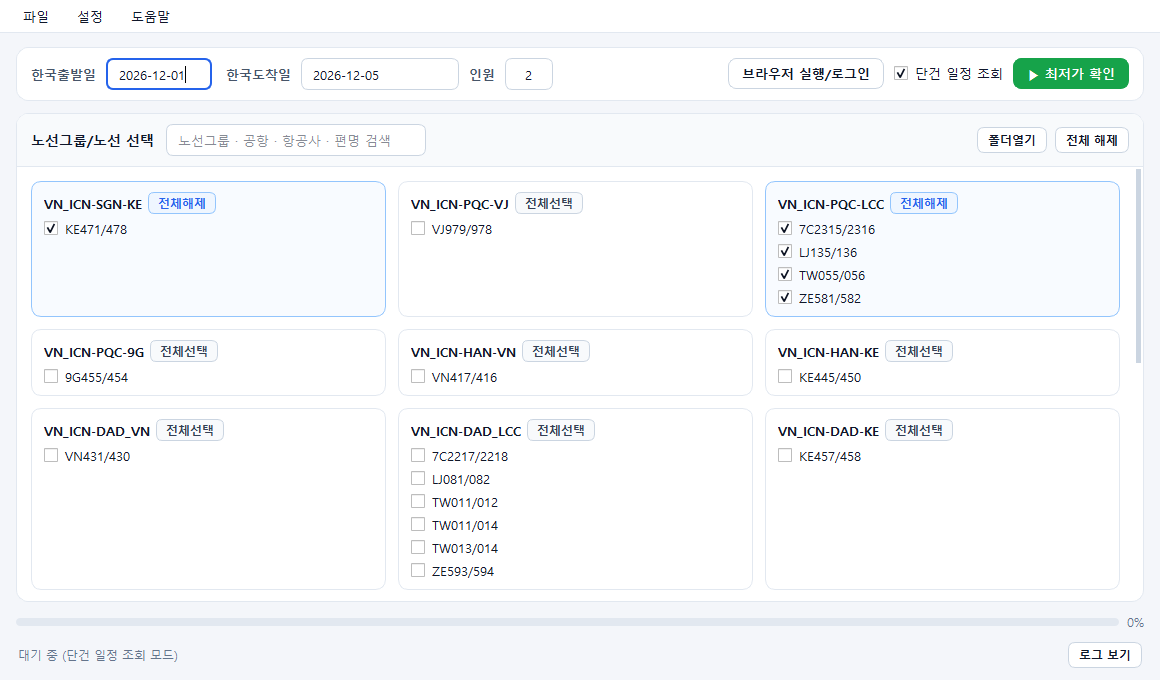 파일 설정 도움말
한국출발일 2026-12-01 한국도착일 2026-12-05 인원 2 브라우저 실행/로그인 단건 일정 조회 ▶ 최저가 확인
노선그룹/노선 선택 노선그룹 · 공항 · 항공사 · 편명 검색 폴더열기 전체 해제
VN_ICN-SGN-KE 전체해제
KE471/478
VN_ICN-PQC-VJ 전체선택
VJ979/978
VN_ICN-PQC-LCC 전체해제
7C2315/2316
LJ135/136
TW055/056
ZE581/582
VN_ICN-PQC-9G 전체선택
9G455/454
VN_ICN-HAN-VN 전체선택
VN417/416
VN_ICN-HAN-KE 전체선택
KE445/450
VN_ICN-DAD_VN 전체선택
VN431/430
VN_ICN-DAD_LCC 전체선택
7C2217/2218
LJ081/082
TW011/012
TW011/014
TW013/014
ZE593/594
VN_ICN-DAD-KE 전체선택
KE457/458
0%
대기 중 (단건 일정 조회 모드) 로그 보기